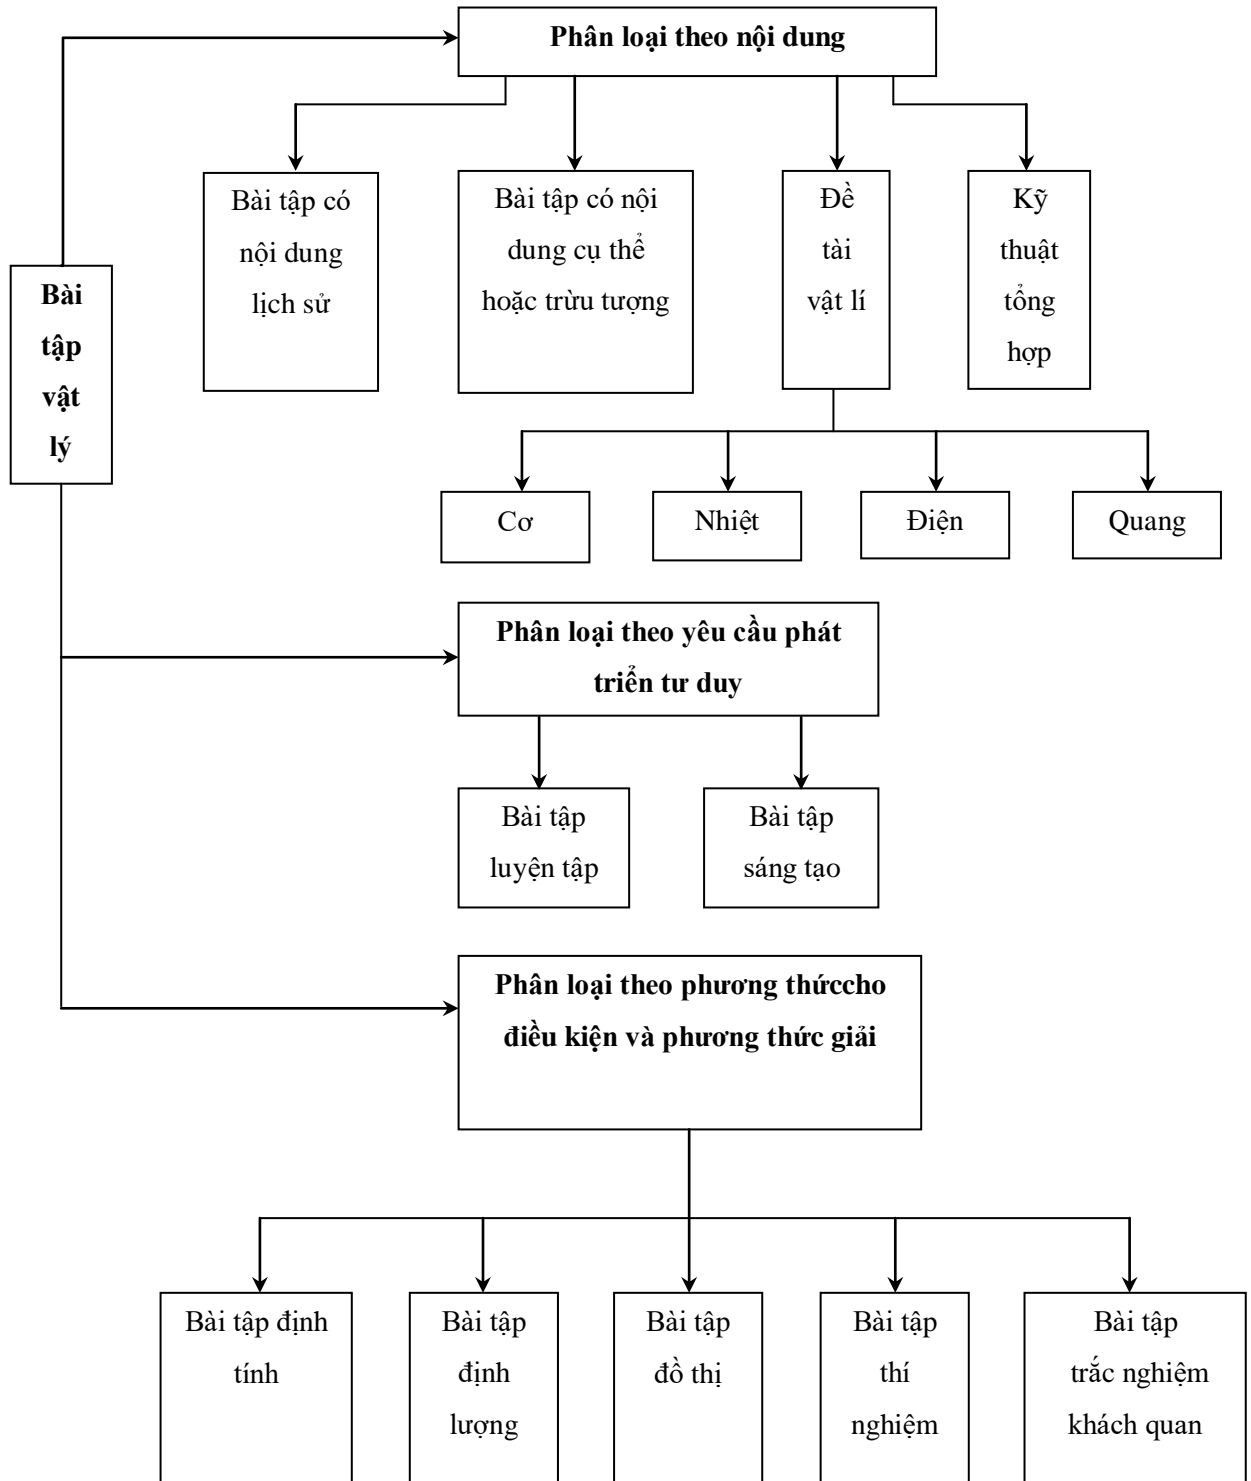 Phân loại theo nội dung
Bài tập có
nội dung
lịch sử
Bài tập có nội
dung cụ thể
hoặc trừu tượng
Đề
tài
vật lí
Kỹ
thuật
tổng
hợp
Bài
tập
vật
lý
Cơ
Nhiệt
Điện
Quang
Phân loại theo yêu cầu phát
triển tư duy
Bài tập
luyện tập
Bài tập
sáng tạo
Phân loại theo phương thứccho
điều kiện và phương thức giải
Bài tập định
tính
Bài tập
định
lượng
Bài tập
đồ thị
Bài tập
thí
nghiệm
Bài tập
trắc nghiệm
khách quan